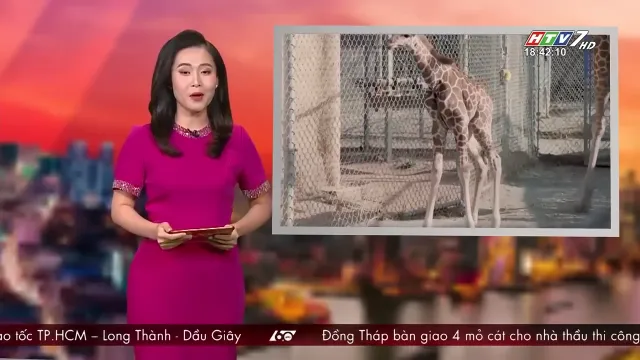 HTV7 HD
18:42:10
ao tốc TP.HCM – Long Thành - Dầu Giây 60 Đồng Tháp bàn giao 4 mỏ cát cho nhà thầu thi công